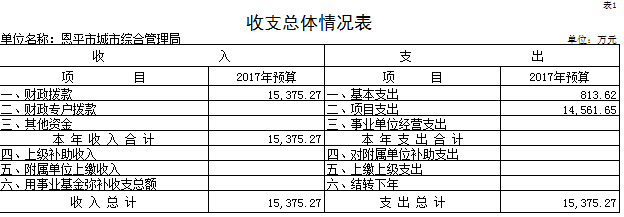 表1
收支总体情况表
单位名称：恩平市城市综合管理局 单位：万元
收 入 支 出
项 目 2017年预算 项 目 2017年预算
一、财政拨款 15,375.27 一、基本支出 813.62
二、财政专户拨款 二、项目支出 14,561.65
三、其他资金 三、事业单位经营支出
本 年 收 入 合 计 15,375.27 本 年 支 出 合 计
四、上级补助收入 四、对附属单位补助支出
五、附属单位上缴收入 五、上缴上级支出
六、用事业基金弥补收支总额 六、结转下年
收 入 总 计 15,375.27 支 出 总 计 15,375.27